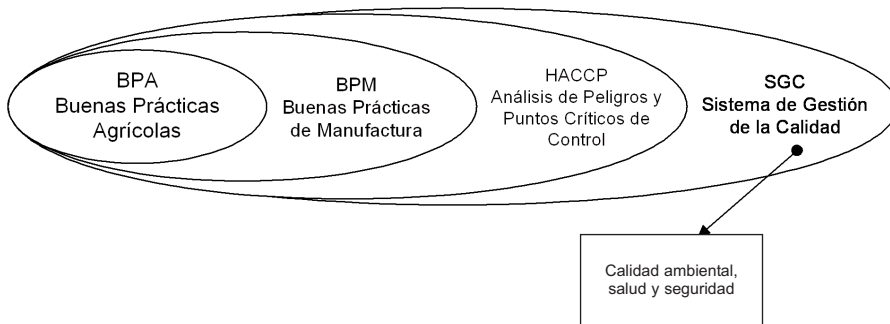 BPA
Buenas Prácticas
Agrícolas
BPM
Buenas Prácticas
de Manufactura
HACCP
Análisis de Peligros y
Puntos Críticos de
Control
SGC
Sistema de Gestión
de la Calidad
Calidad ambiental,
salud y seguridad